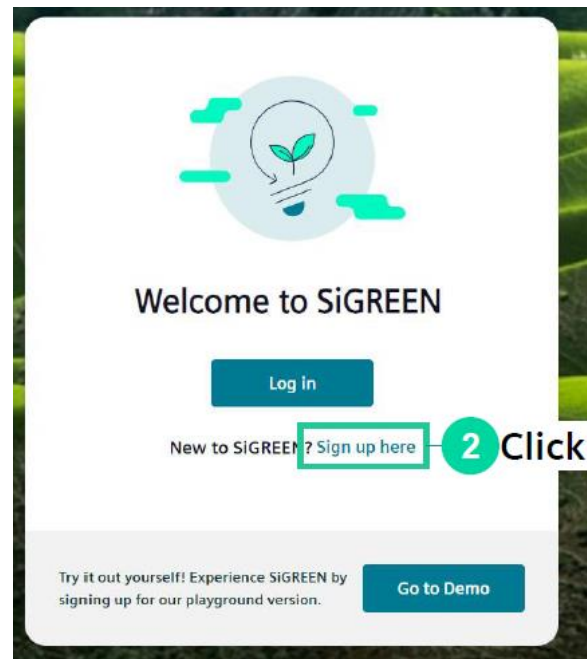 Welcome to SiGREEN
Log in
New to SiGREEN? Sign up here
2 Click
Try it out yourself! Experience SiGREEN by
signing up for our playground version.
Go to Demo